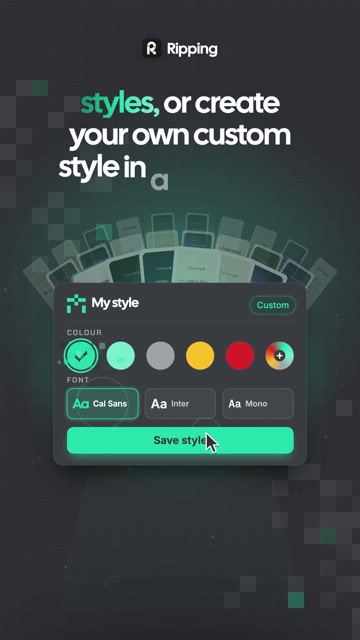 Ripping
styles, or create
your own custom
style in a
My style
Custom
COLOUR
FONT
Aa Cal Sans
Aa Inter
Aa Mono
Save style